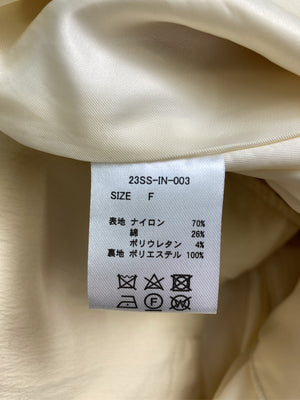 23SS-IN-003
SIZE F
表地 ナイロン 70%
綿 26%
ポリウレタン 4%
裏地 ポリエステル 100%
F W